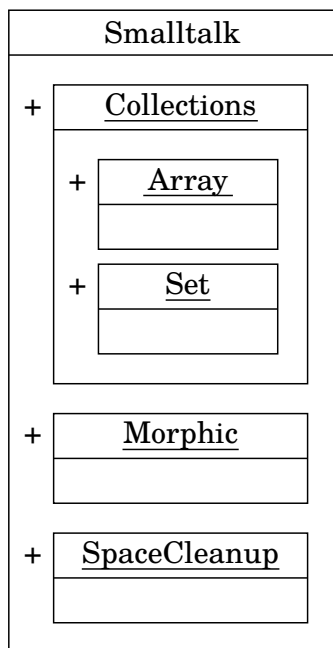 Smalltalk
+ Collections
+ Array
+ Set
+ Morphic
+ SpaceCleanup